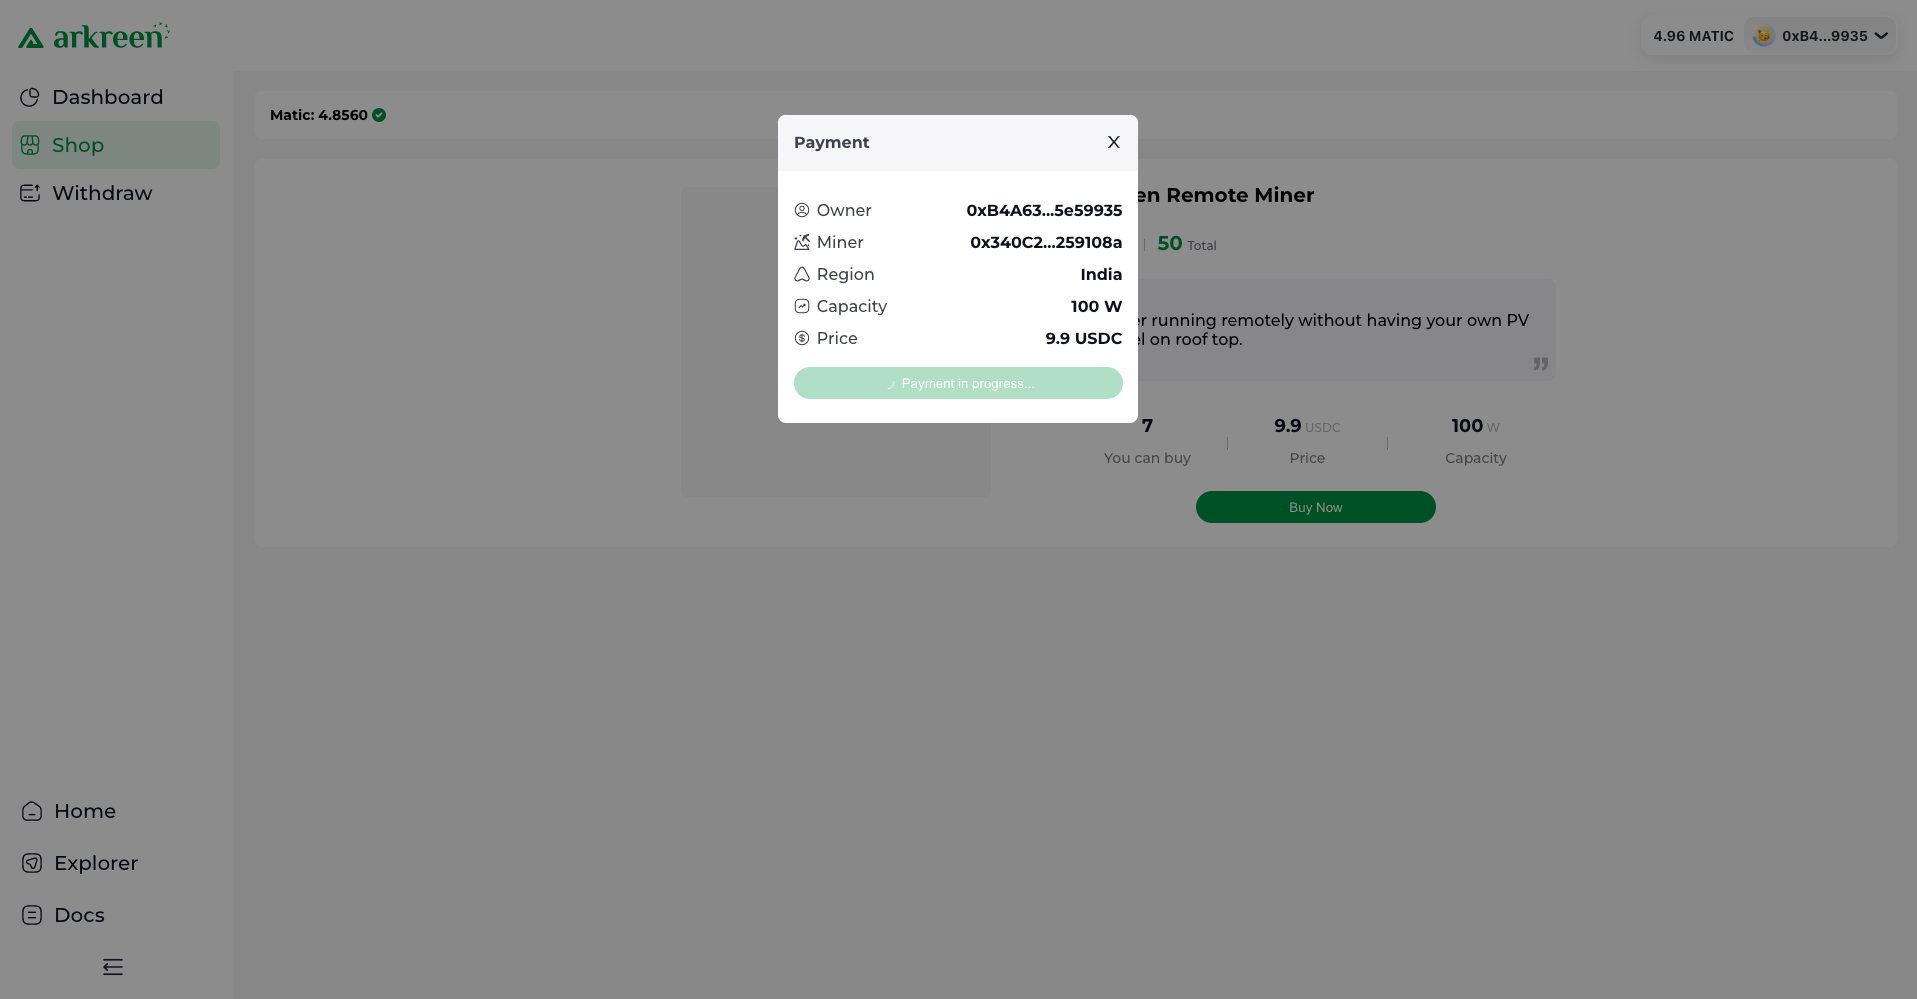 arkreen
4.96 MATIC
0xB4...9935
Dashboard
Shop
Withdraw
Matic: 4.8560
Payment
X
Owner 0xB4A63...5e59935
Miner 0x340C2...259108a
Region India
Capacity 100 W
Price 9.9 USDC
Payment in progress...
Remote Miner
50 Total
running remotely without having your own PV
on roof top.
”
7
You can buy
9.9 USDC
Price
100 W
Capacity
Buy Now
Home
Explorer
Docs